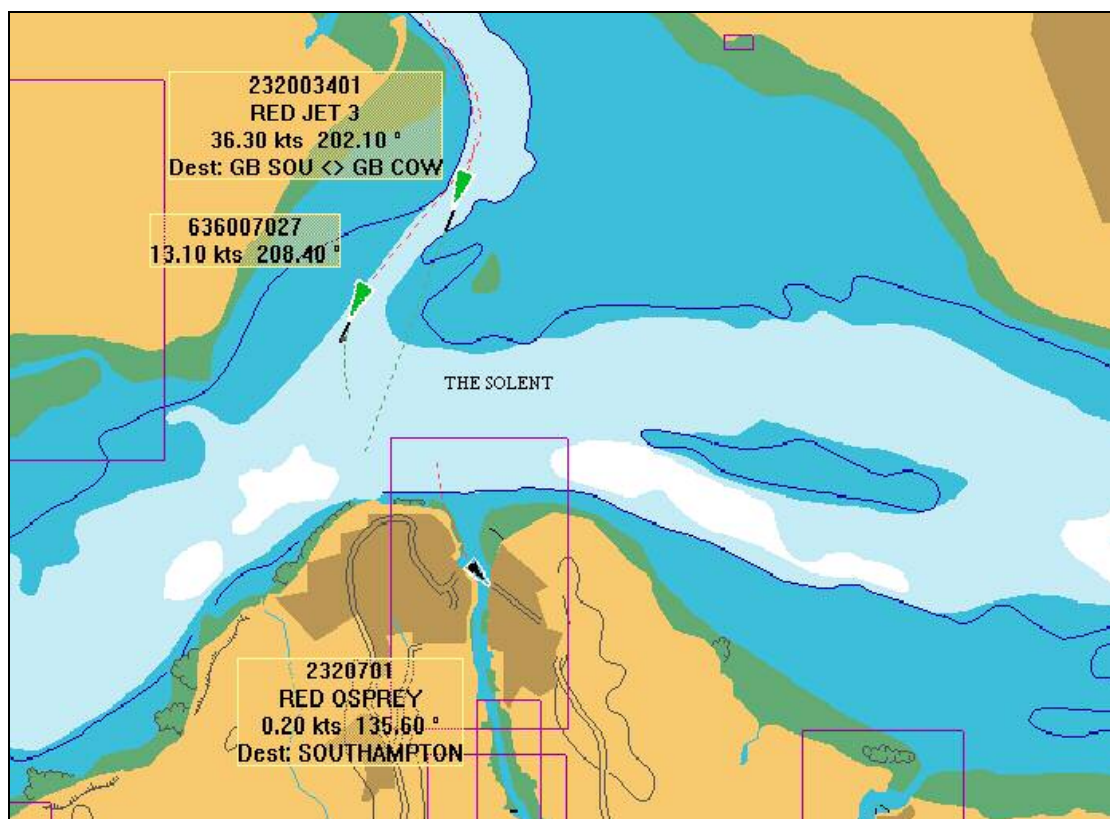 232003401
RED JET 3
36.30 kts 202.10 °
Dest: GB SOU <> GB COW
636007027
13.10 kts 208.40 °
THE SOLENT
2320701
RED OSPREY
0.20 kts 135.60 °
Dest: SOUTHAMPTON